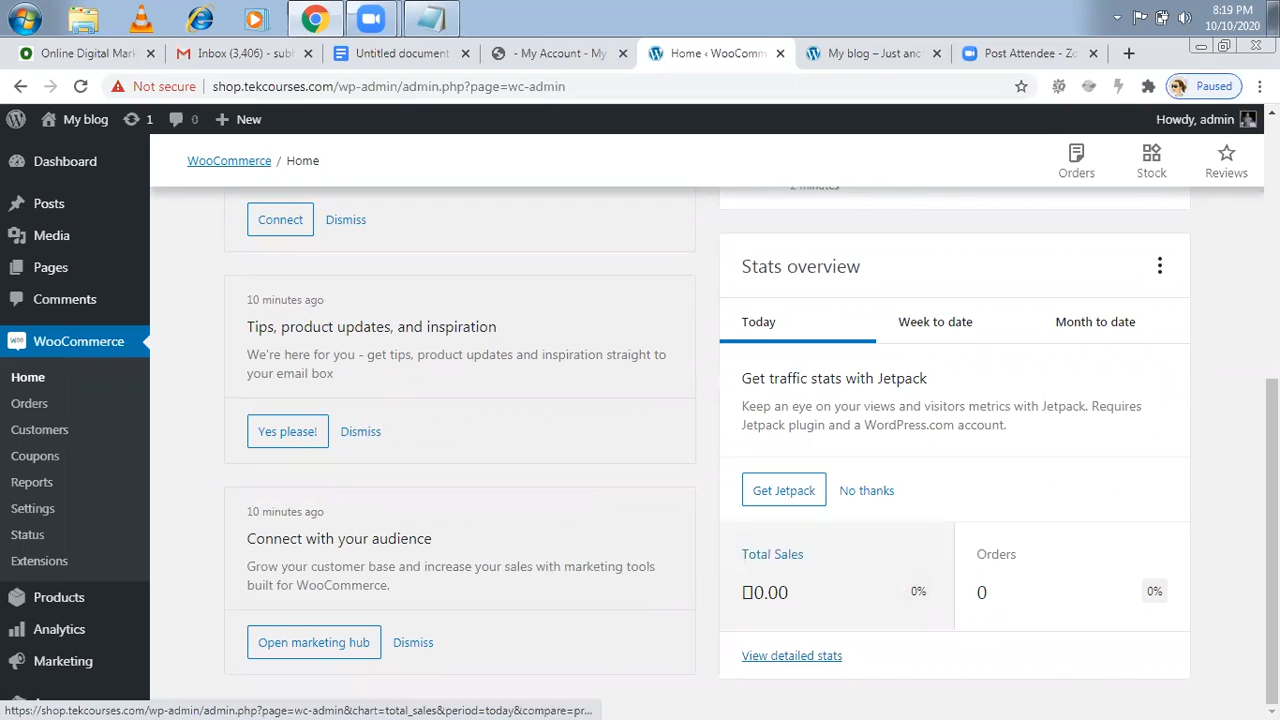 8:19 PM
10/10/2020
Online Digital Mark
Inbox (3,405) - subh
Untitled document
- My Account - My
Home ‹ WooComm
My blog – Just anc
Post Attendee - Zo
Not secure
shop.tekcourses.com/wp-admin/admin.php?page=wc-admin
Paused
My blog
1
0
New
Howdy, admin
Dashboard
Posts
Media
Pages
Comments
WooCommerce
Home
Orders
Customers
Coupons
Reports
Settings
Status
Extensions
Products
Analytics
Marketing
WooCommerce / Home
Orders
Stock
Reviews
Connect
Dismiss
10 minutes ago
Tips, product updates, and inspiration
We're here for you - get tips, product updates and inspiration straight to
your email box
Yes please!
Dismiss
10 minutes ago
Connect with your audience
Grow your customer base and increase your sales with marketing tools
built for WooCommerce.
Open marketing hub
Dismiss
2 minutes
Stats overview
Today
Week to date
Month to date
Get traffic stats with Jetpack
Keep an eye on your views and visitors metrics with Jetpack. Requires
Jetpack plugin and a WordPress.com account.
Get Jetpack
No thanks
Total Sales
0.00
0%
Orders
0
0%
View detailed stats
https://shop.tekcourses.com/wp-admin/admin.php?page=wc-admin&chart=total_sales&period=today&compare=pr...